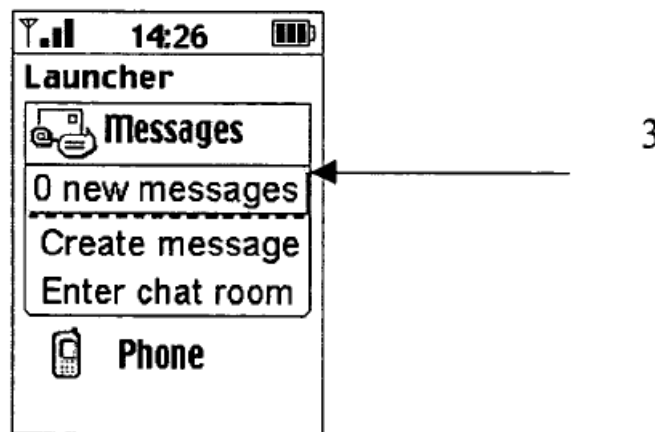 14:26
Launcher
Messages
0 new messages
Create message
Enter chat room
Phone
3